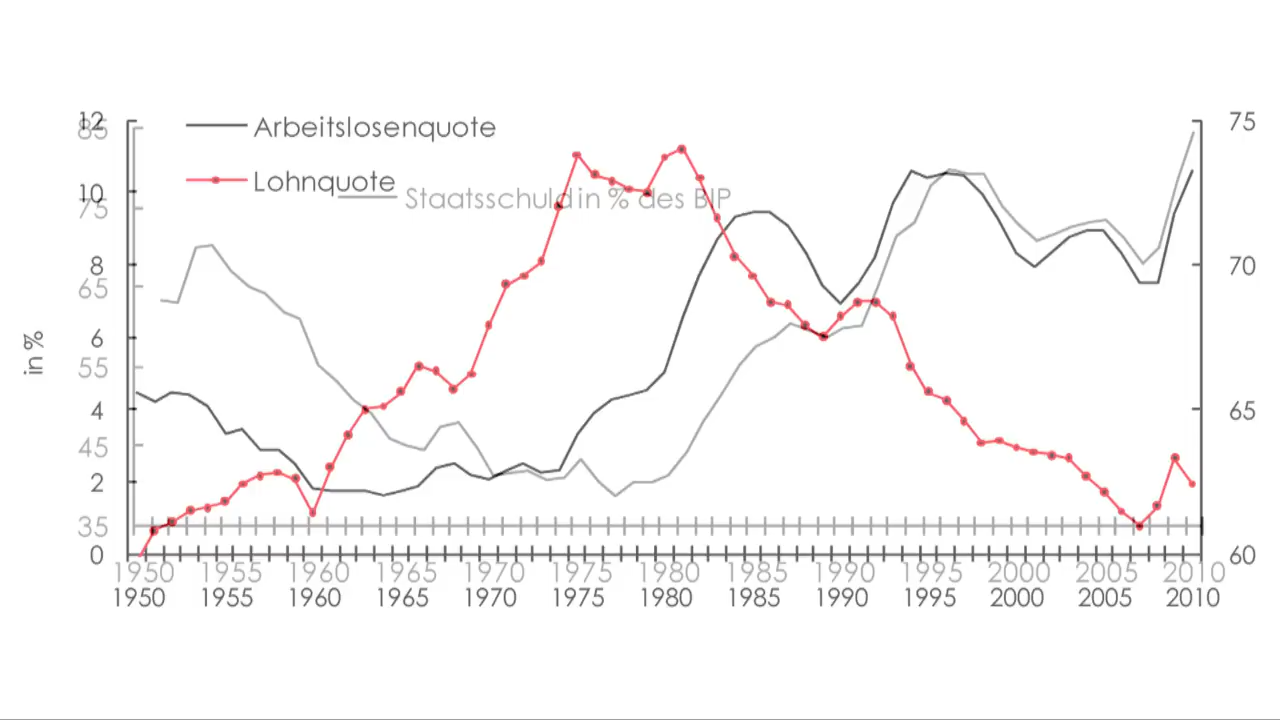 12
85
Arbeitslosenquote
75
Lohnquote
Staatsschuld in % des BIP
10
75
8
70
65
6
in %
55
4
65
45
2
35
0
60
1950 1955 1960 1965 1970 1975 1980 1985 1990 1995 2000 2005 2010
1950 1955 1960 1965 1970 1975 1980 1985 1990 1995 2000 2005 2010